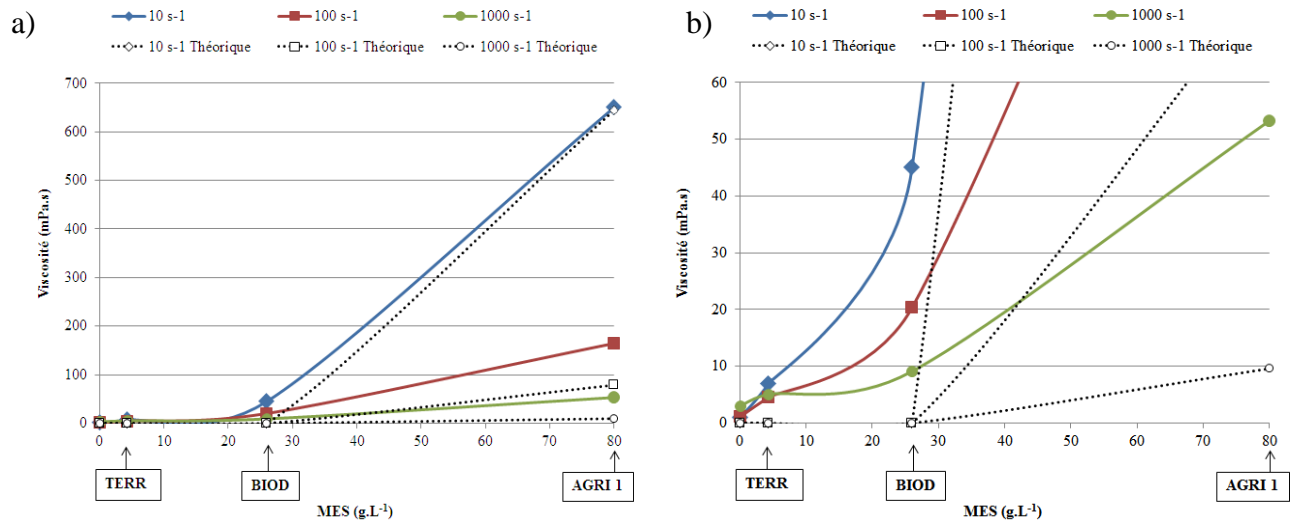 a)
10 s-1 100 s-1 1000 s-1
10 s-1 Théorique 100 s-1 Théorique 1000 s-1 Théorique
Viscosité (mPa.s)
700
600
500
400
300
200
100
0
0 10 20 30 40 50 60 70 80
TERR BIOD AGRI 1
MES (g.L-1)
b)
10 s-1 100 s-1 1000 s-1
10 s-1 Théorique 100 s-1 Théorique 1000 s-1 Théorique
Viscosité (mPa.s)
60
50
40
30
20
10
0
0 10 20 30 40 50 60 70 80
TERR BIOD AGRI 1
MES (g.L-1)